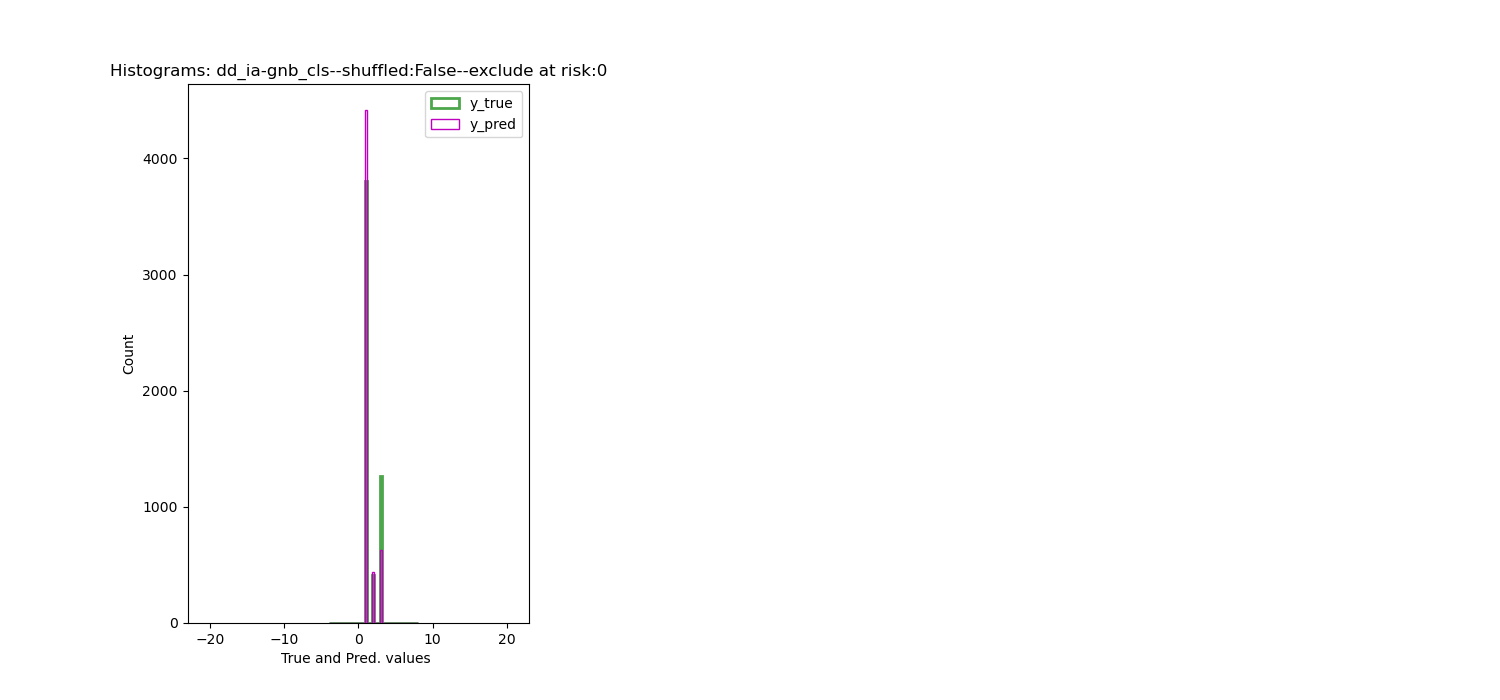 Histograms: dd_ia-gnb_cls--shuffled:False--exclude at risk:0
y_true
y_pred
4000
3000
2000
1000
0
Count
−20 −10 0 10 20
True and Pred. values